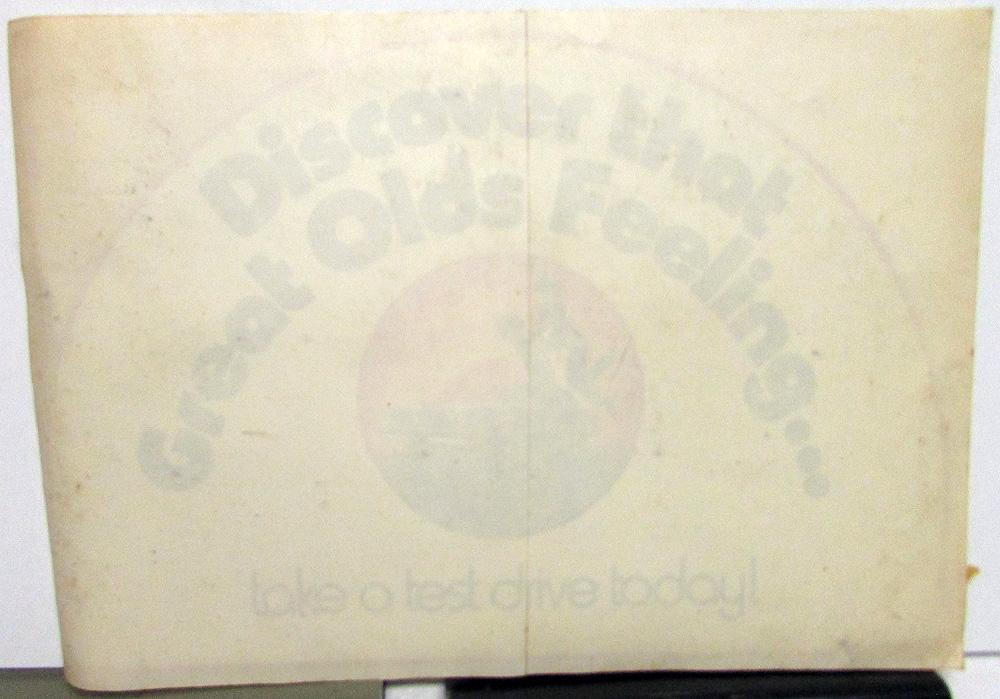 Discover that
Great Olds Feeling...
take a test drive today!